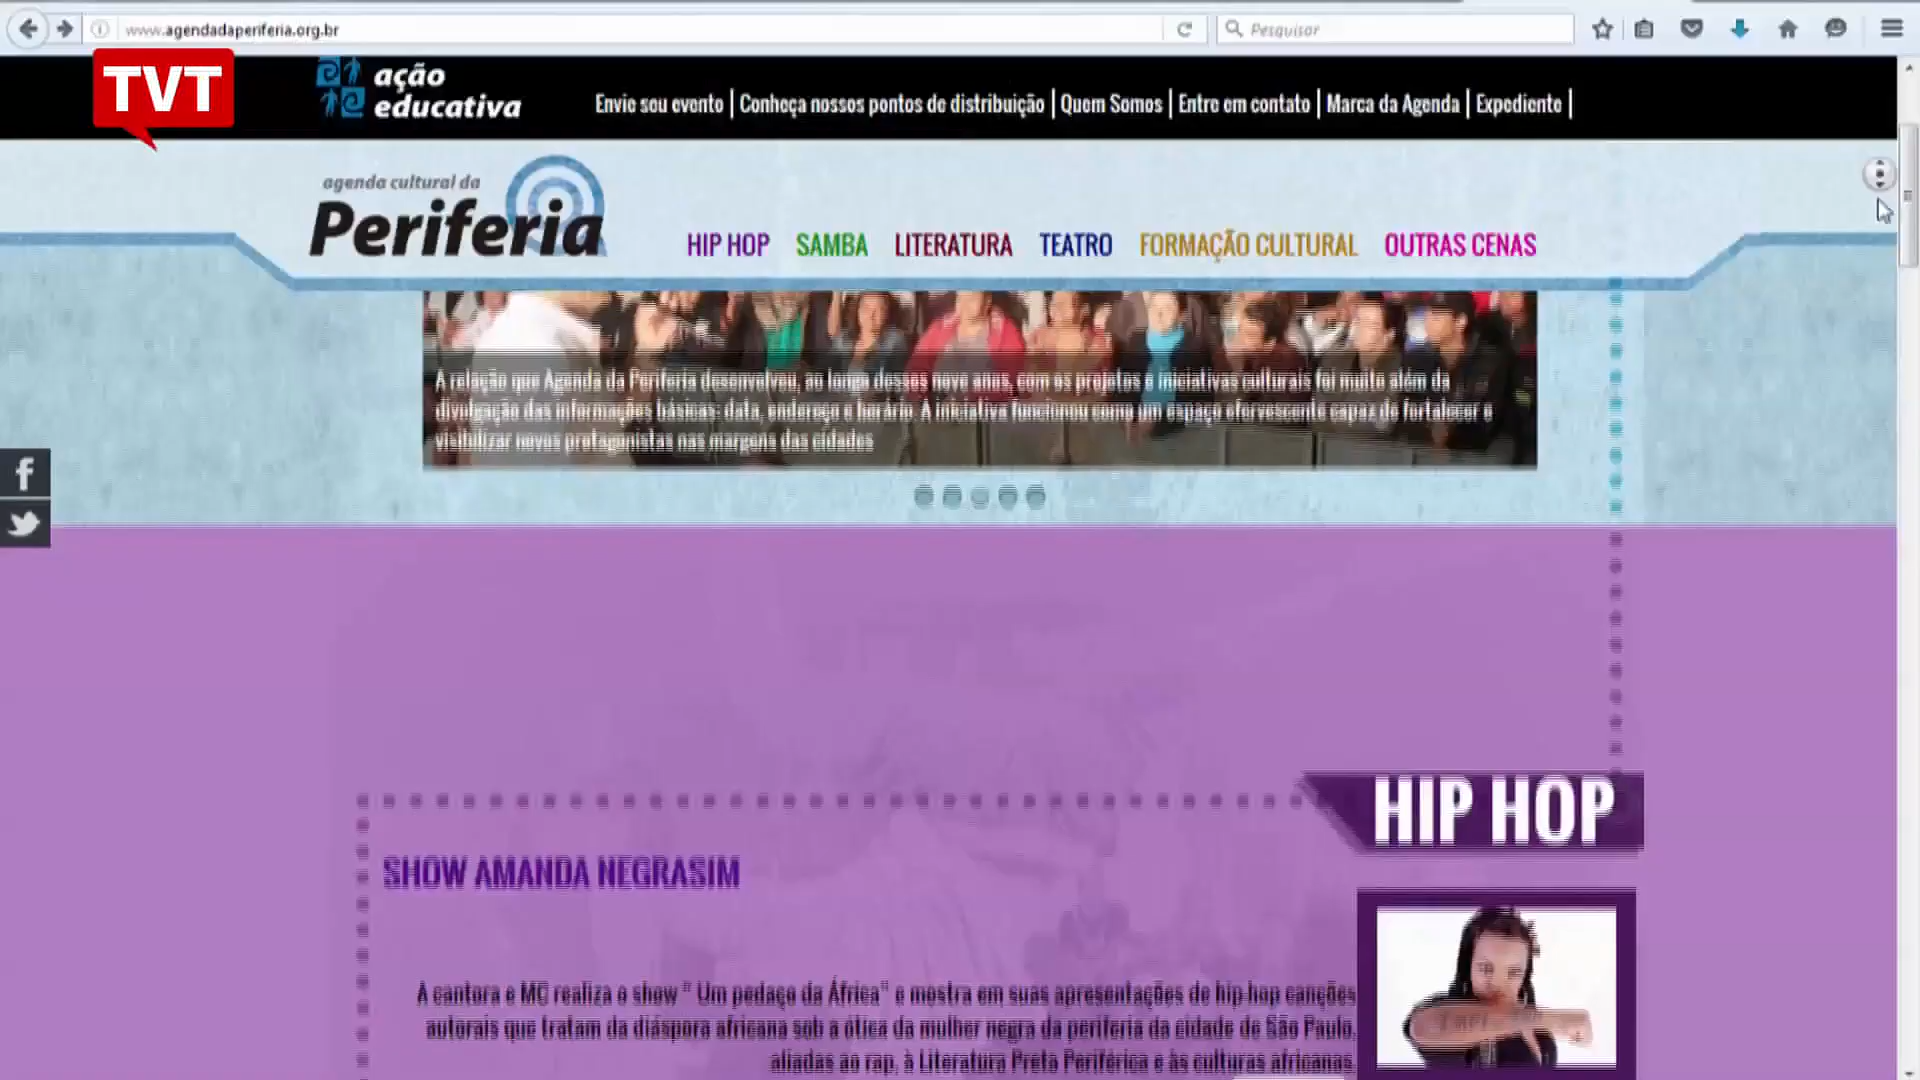 www.agendadaperiferia.org.br
Pesquisar
TVT
ação
educativa
Envie seu evento | Conheça nossos pontos de distribuição | Quem Somos | Entre em contato | Marca da Agenda | Expediente |
agenda cultural da
Periferia
HIP HOP SAMBA LITERATURA TEATRO FORMAÇÃO CULTURAL OUTRAS CENAS
A relação que Agenda da Periferia desenvolveu, ao longo desses nove anos, com os projetos e iniciativas culturais foi muito além da
divulgação das informações básicas: data, endereço e horário. A iniciativa funcionou como um espaço efervescente capaz de fortalecer e
visibilizar novos protagonistas nas margens das cidades
f
HIP HOP
SHOW AMANDA NEGRASIM
A cantora e MC realiza o show " Um pedaço da África" e mostra em suas apresentações de hip hop canções
autorais que tratam da diáspora africana sob a ótica da mulher negra da periferia da cidade de São Paulo,
aliadas ao rap, à Literatura Preta Periférica e às culturas africanas.